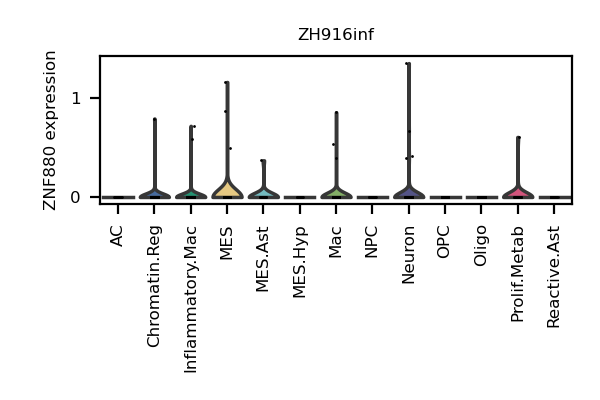 ZH916inf
ZNF880 expression
1
0
AC
Chromatin.Reg
Inflammatory.Mac
MES
MES.Ast
MES.Hyp
Mac
NPC
Neuron
OPC
Oligo
Prolif.Metab
Reactive.Ast